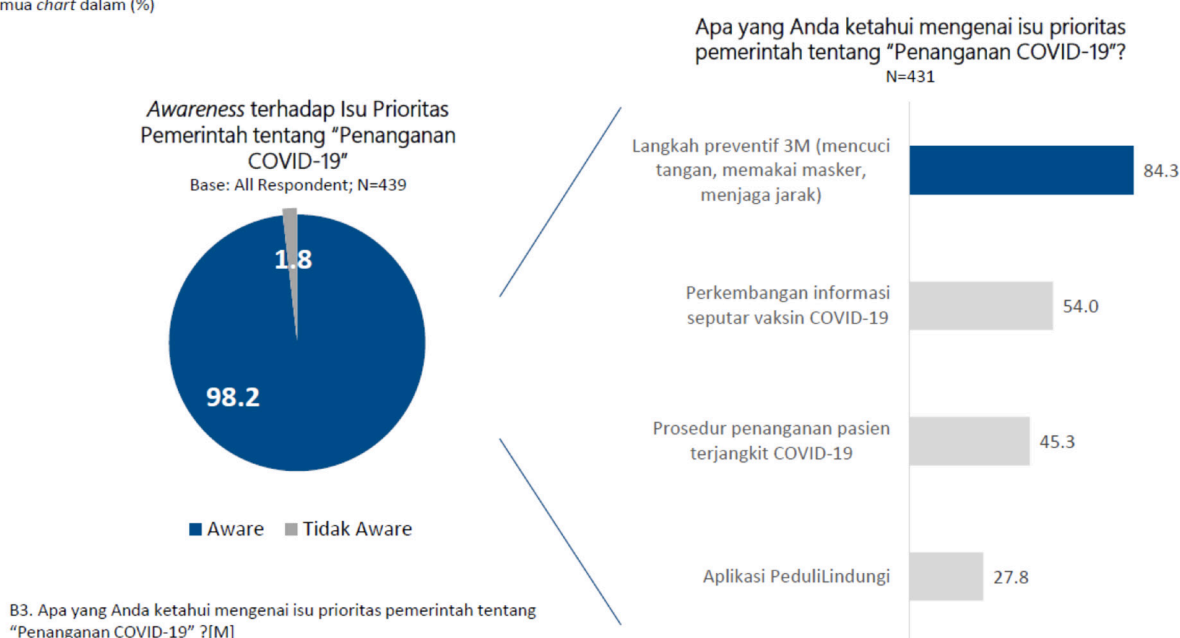 mua chart dalam (%)
Awareness terhadap Isu Prioritas
Pemerintah tentang “Penanganan
COVID-19”
Base: All Respondent; N=439
1.8
98.2
Aware Tidak Aware
B3. Apa yang Anda ketahui mengenai isu prioritas pemerintah tentang
“Penanganan COVID-19” ?[M]
Apa yang Anda ketahui mengenai isu prioritas
pemerintah tentang “Penanganan COVID-19”?
N=431
Langkah preventif 3M (mencuci
tangan, memakai masker,
menjaga jarak)
84.3
Perkembangan informasi
seputar vaksin COVID-19
54.0
Prosedur penanganan pasien
terjangkit COVID-19
45.3
Aplikasi PeduliLindungi
27.8